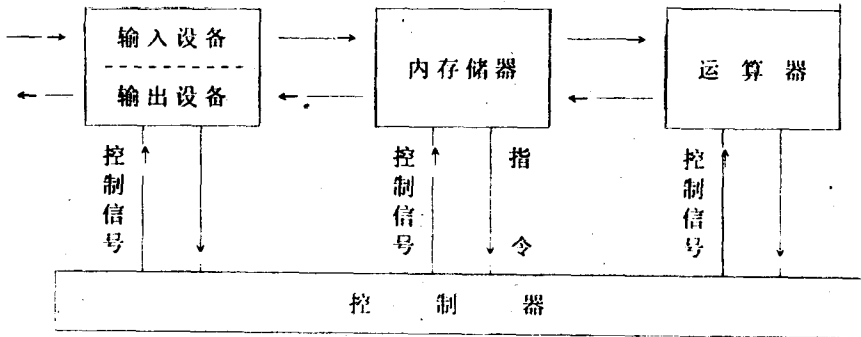 输入设备
输出设备
内存储器
运算器
控制信号
控制信号
指令
控制信号
控制器